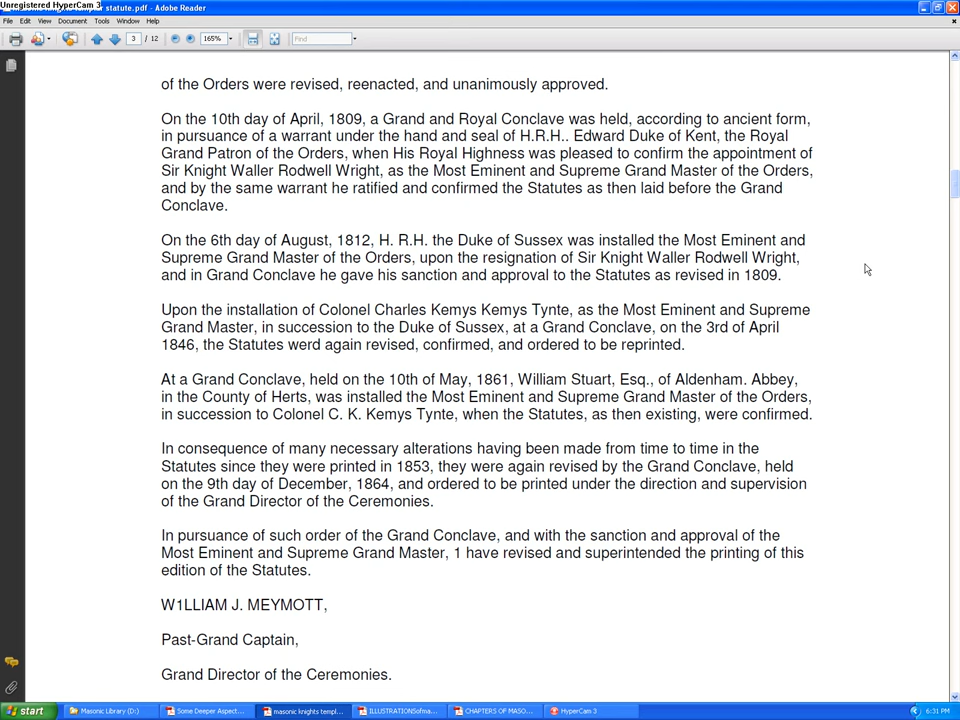 Unregistered HyperCam 3
statute.pdf - Adobe Reader
File Edit View Document Tools Window Help
3 / 12 165% Find
of the Orders were revised, reenacted, and unanimously approved.
On the 10th day of April, 1809, a Grand and Royal Conclave was held, according to ancient form,
in pursuance of a warrant under the hand and seal of H.R.H.. Edward Duke of Kent, the Royal
Grand Patron of the Orders, when His Royal Highness was pleased to confirm the appointment of
Sir Knight Waller Rodwell Wright, as the Most Eminent and Supreme Grand Master of the Orders,
and by the same warrant he ratified and confirmed the Statutes as then laid before the Grand
Conclave.
On the 6th day of August, 1812, H. R.H. the Duke of Sussex was installed the Most Eminent and
Supreme Grand Master of the Orders, upon the resignation of Sir Knight Waller Rodwell Wright,
and in Grand Conclave he gave his sanction and approval to the Statutes as revised in 1809.
Upon the installation of Colonel Charles Kemys Kemys Tynte, as the Most Eminent and Supreme
Grand Master, in succession to the Duke of Sussex, at a Grand Conclave, on the 3rd of April
1846, the Statutes werd again revised, confirmed, and ordered to be reprinted.
At a Grand Conclave, held on the 10th of May, 1861, William Stuart, Esq., of Aldenham. Abbey,
in the County of Herts, was installed the Most Eminent and Supreme Grand Master of the Orders,
in succession to Colonel C. K. Kemys Tynte, when the Statutes, as then existing, were confirmed.
In consequence of many necessary alterations having been made from time to time in the
Statutes since they were printed in 1853, they were again revised by the Grand Conclave, held
on the 9th day of December, 1864, and ordered to be printed under the direction and supervision
of the Grand Director of the Ceremonies.
In pursuance of such order of the Grand Conclave, and with the sanction and approval of the
Most Eminent and Supreme Grand Master, 1 have revised and superintended the printing of this
edition of the Statutes.
W1LLIAM J. MEYMOTT,
Past-Grand Captain,
Grand Director of the Ceremonies.
start Masonic Library (D:) Some Deeper Aspect... masonic knights templ... ILLUSTRATIONSofma... CHAPTERS OF MASO... HyperCam 3 6:31 PM